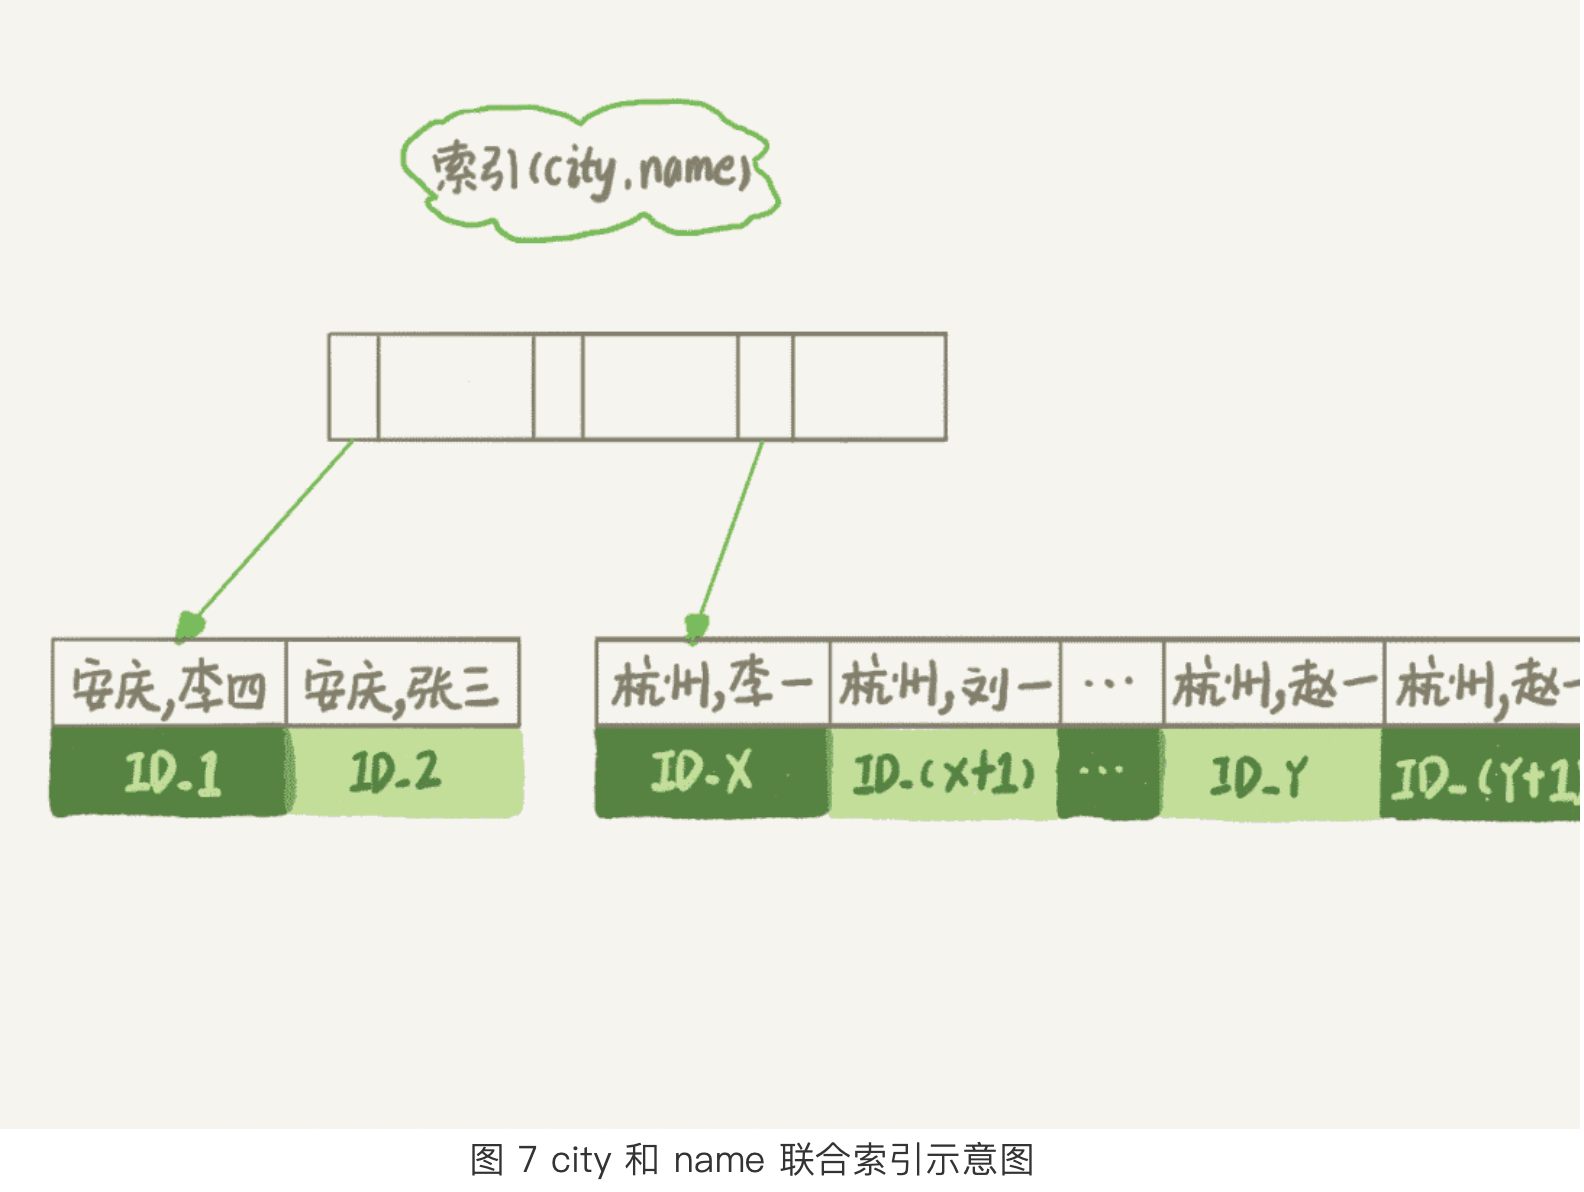 索引(city,name)
安庆,李四 安庆,张三 杭州,李一 杭州,刘一 ... 杭州,赵一 杭州,赵一
ID_1 ID_2 ID_X ID_(X+1) ... ID_Y ID_(Y+1)
图 7 city 和 name 联合索引示意图